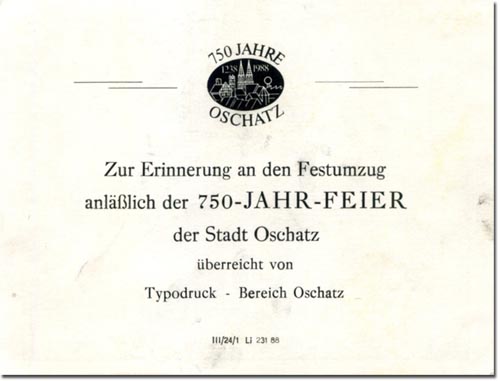 750 JAHRE
1238 1988
OSCHATZ
Zur Erinnerung an den Festumzug
anläßlich der 750-JAHR-FEIER
der Stadt Oschatz
überreicht von
Typodruck - Bereich Oschatz
III/24/1 Li 231 88